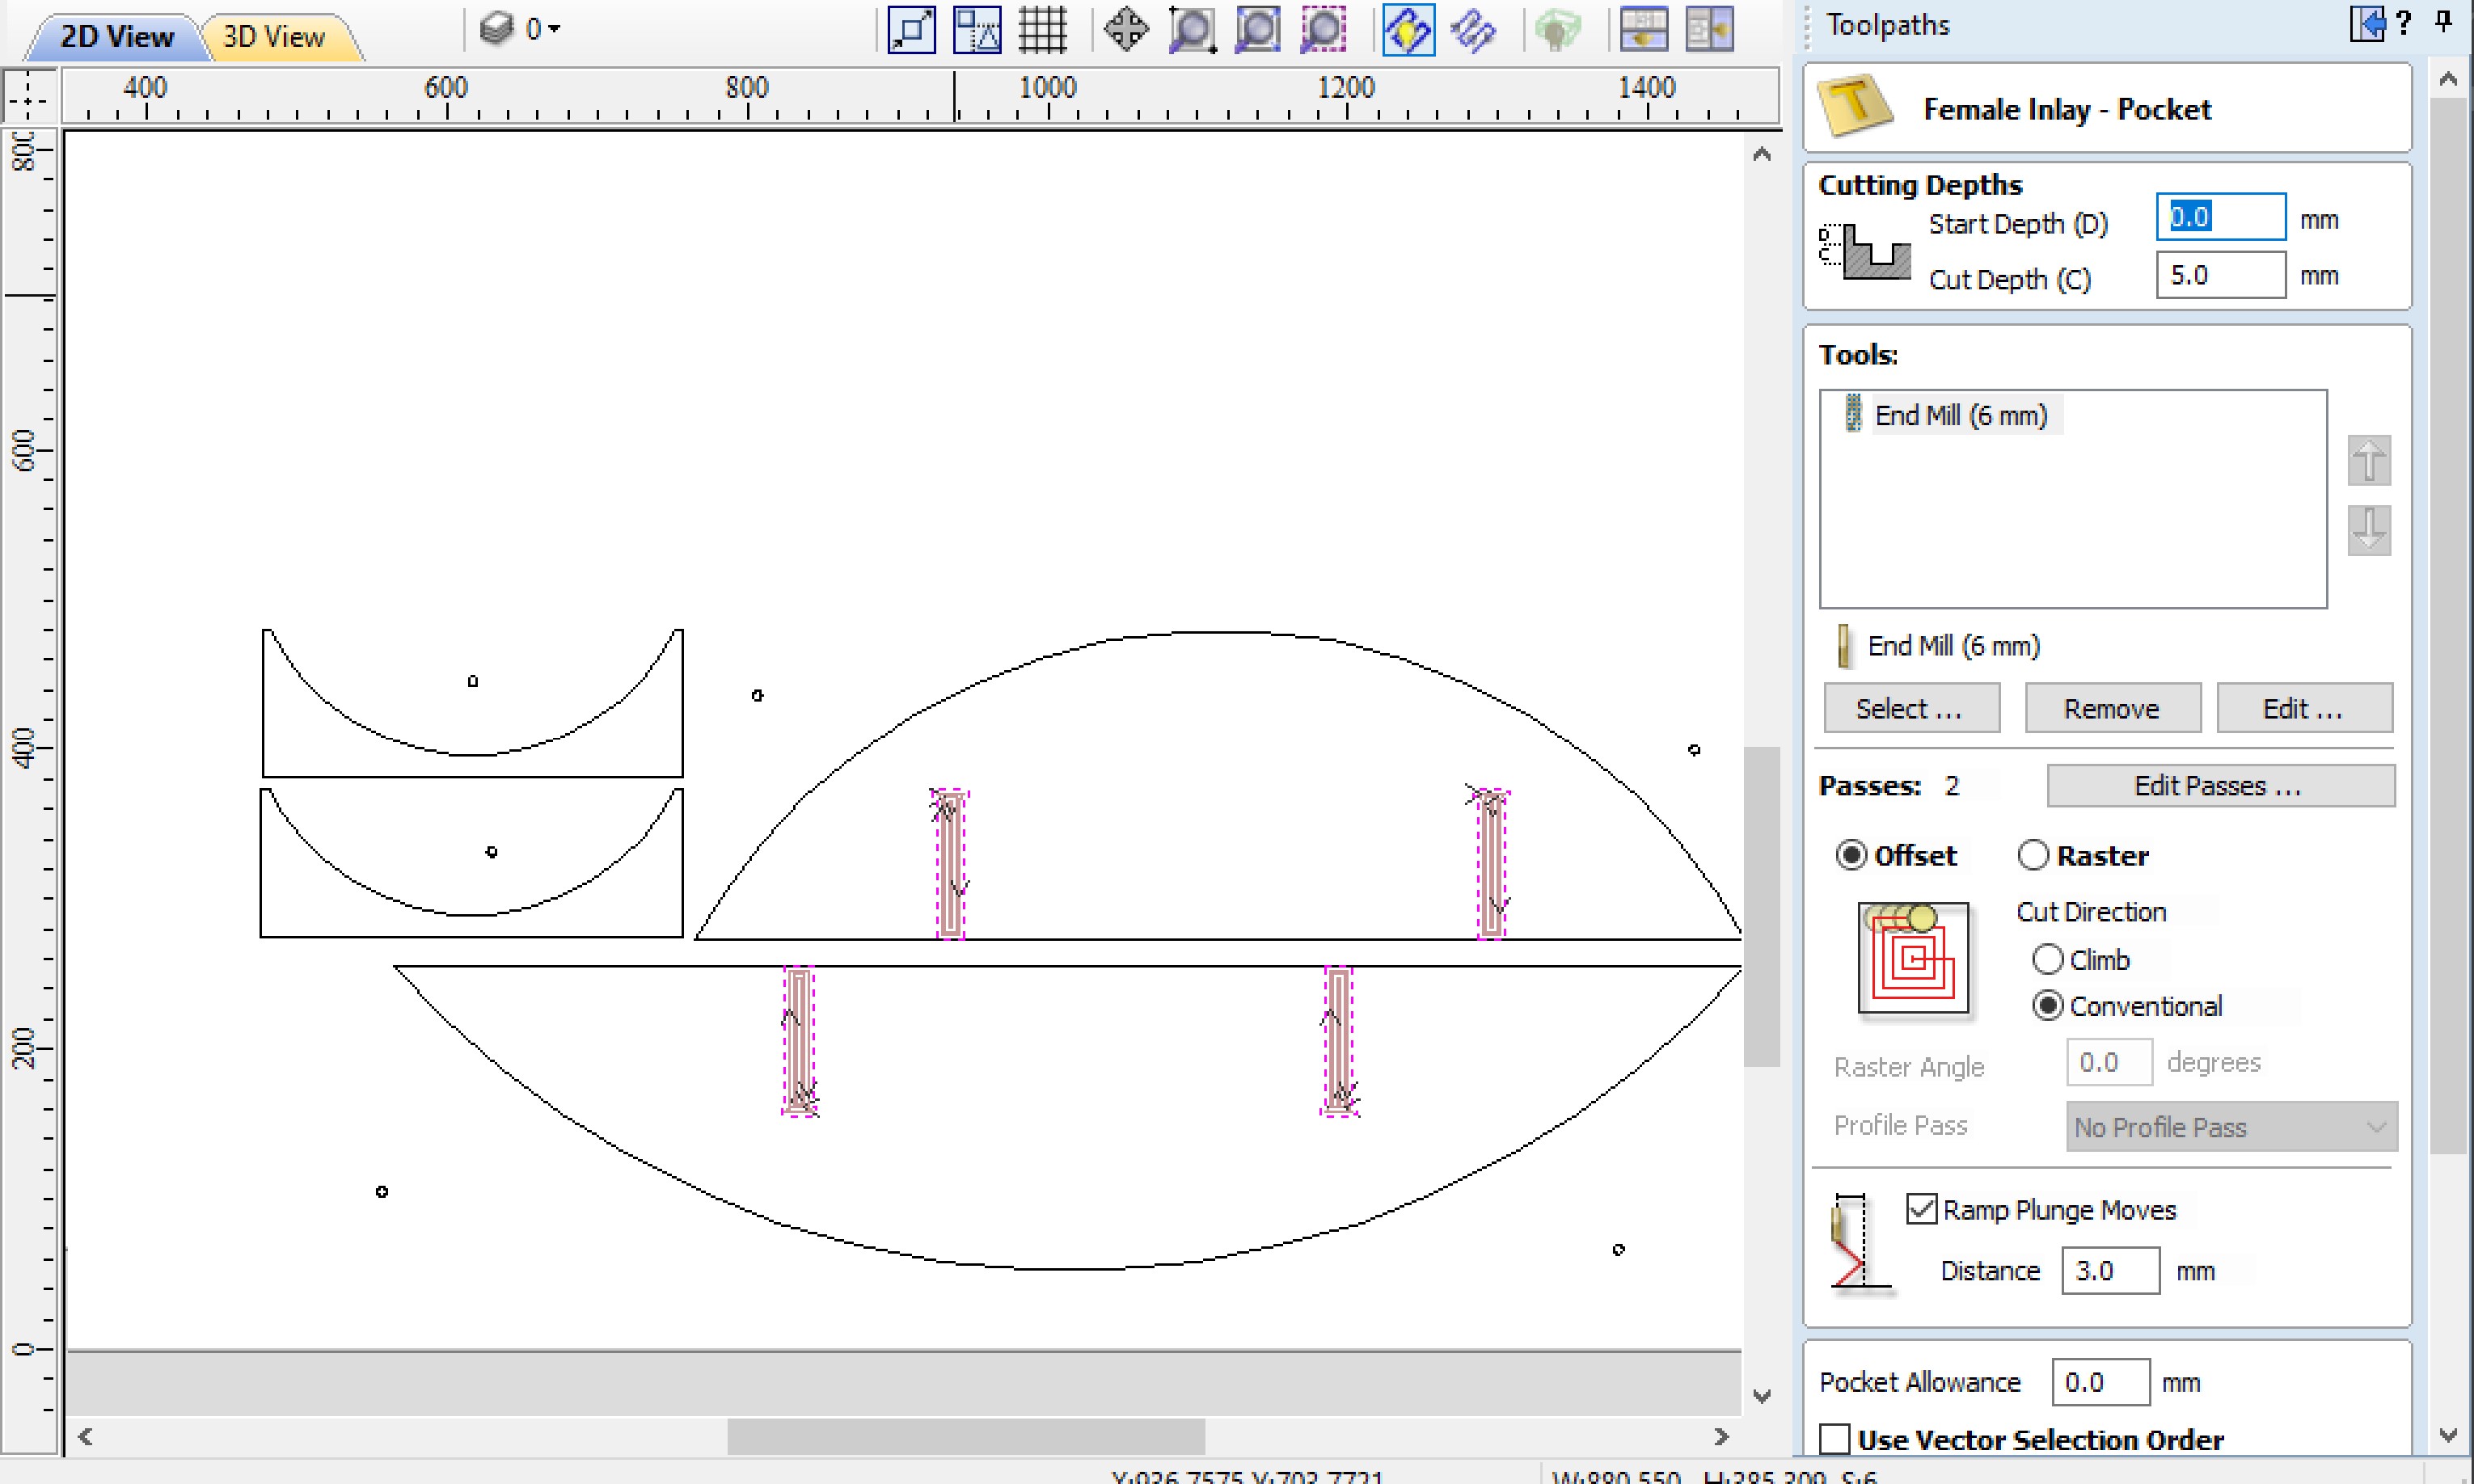 2D View 3D View 0
Toolpaths ?
400 600 800 1000 1200 1400
800
600
400
200
0
Female Inlay - Pocket
Cutting Depths
D
C
Start Depth (D) 0.0 mm
Cut Depth (C) 5.0 mm
Tools:
End Mill (6 mm)
End Mill (6 mm)
Select ... Remove Edit ...
Passes: 2 Edit Passes ...
Offset Raster
Cut Direction
Climb
Conventional
Raster Angle 0.0 degrees
Profile Pass No Profile Pass
Ramp Plunge Moves
Distance 3.0 mm
Pocket Allowance 0.0 mm
Use Vector Selection Order
X:936.7575 Y:703.7721 W:880.550 H:385.309 S:6